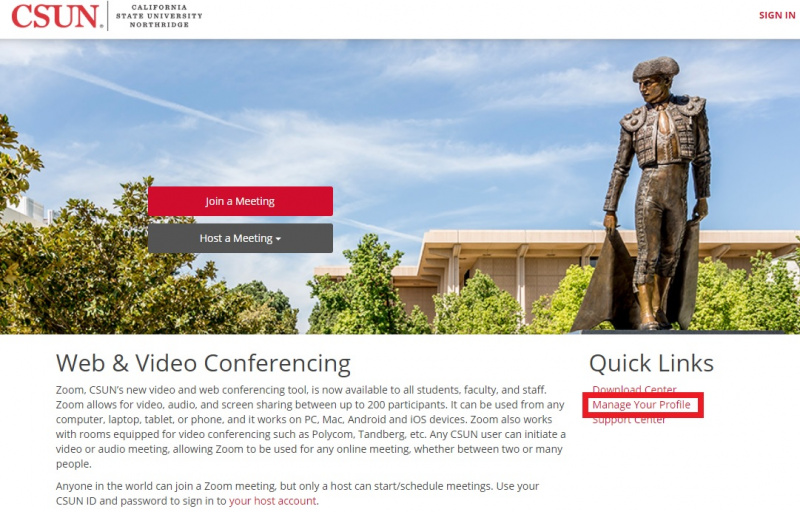 CSUN CALIFORNIA
STATE UNIVERSITY
NORTHRIDGE
SIGN IN
Join a Meeting
Host a Meeting
Web & Video Conferencing
Zoom, CSUN's new video and web conferencing tool, is now available to all students, faculty, and staff.
Zoom allows for video, audio, and screen sharing between up to 200 participants. It can be used from any
computer, laptop, tablet, or phone, and it works on PC, Mac, Android and iOS devices. Zoom also works
with rooms equipped for video conferencing such as Polycom, Tandberg, etc. Any CSUN user can initiate a
video or audio meeting, allowing Zoom to be used for any online meeting, whether between two or many
people.
Anyone in the world can join a Zoom meeting, but only a host can start/schedule meetings. Use your
CSUN ID and password to sign in to your host account.
Quick Links
Download Center
Manage Your Profile
Support Center